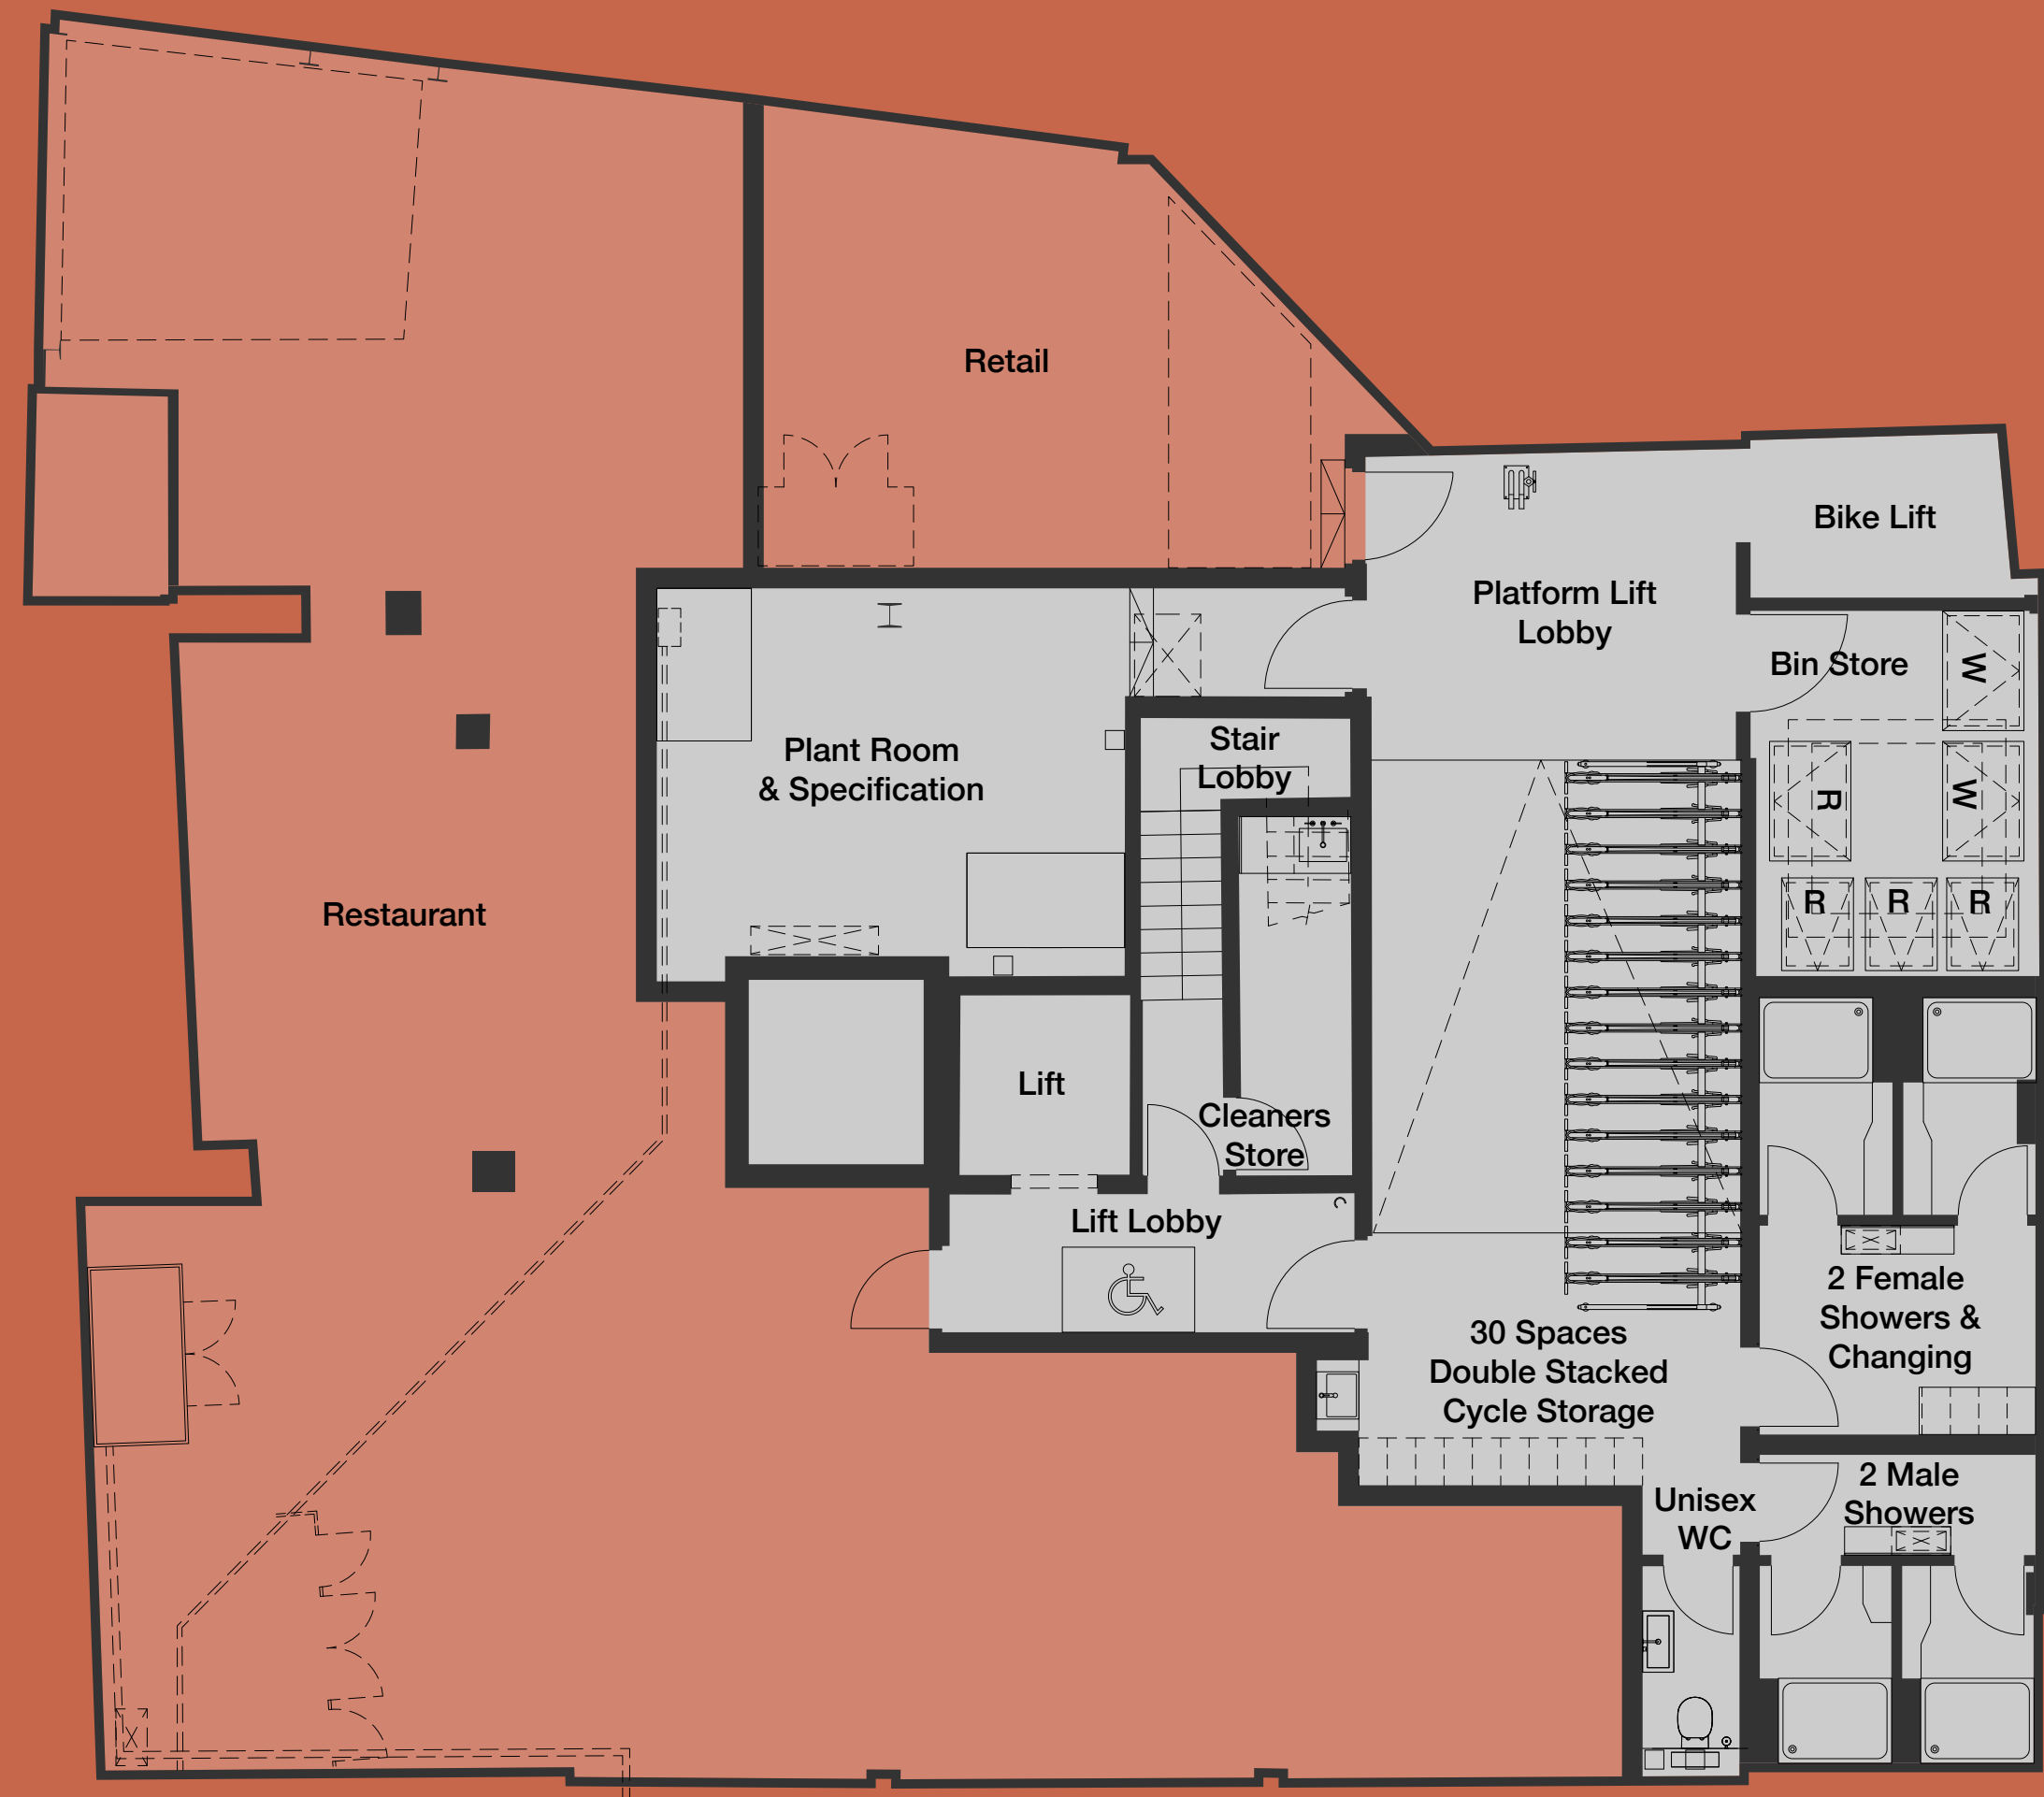 Retail
Bike Lift
Platform Lift
Lobby
Bin Store
W
Stair
Lobby
Plant Room
& Specification
R
W
Restaurant
R
R
R
Lift
Cleaners
Store
Lift Lobby
2 Female
Showers &
Changing
30 Spaces
Double Stacked
Cycle Storage
2 Male
Showers
Unisex
WC